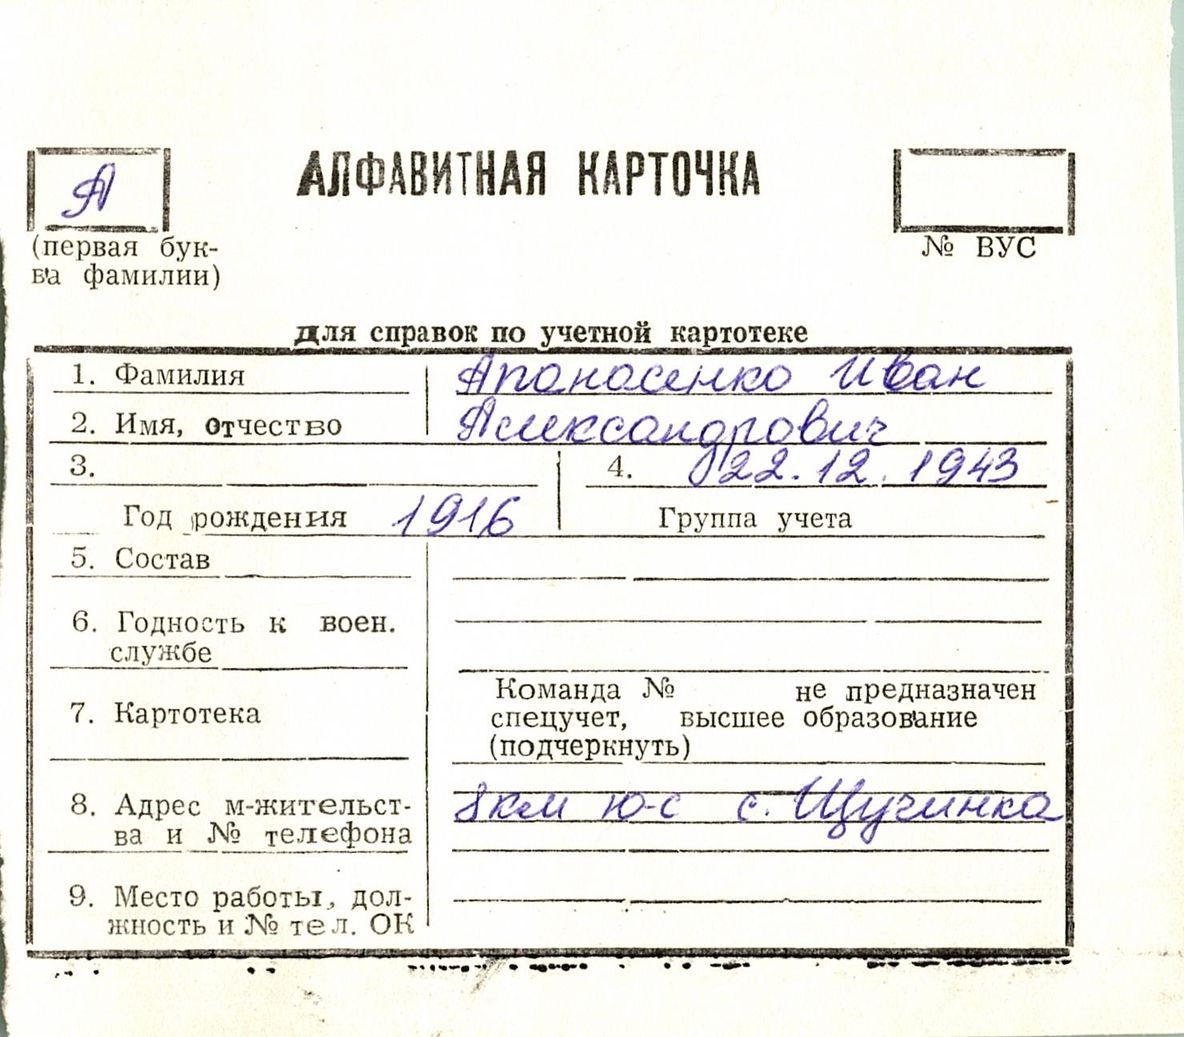 А
АЛФАВИТНАЯ КАРТОЧКА
(первая бук-
ва фамилии)
№ ВУС
для справок по учетной картотеке
1. Фамилия Апанасенко Иван
2. Имя, отчество Александрович
3. 4. 22.12.1943
Год рождения 1916 Группа учета
5. Состав
6. Годность к воен.
службе
7. Картотека
Команда № не предназначен
спецучет, высшее образование
(подчеркнуть)
8. Адрес м-жительст-
ва и № телефона
8км ю-с с. Щучинка
9. Место работы, дол-
жность и № тел. ОК